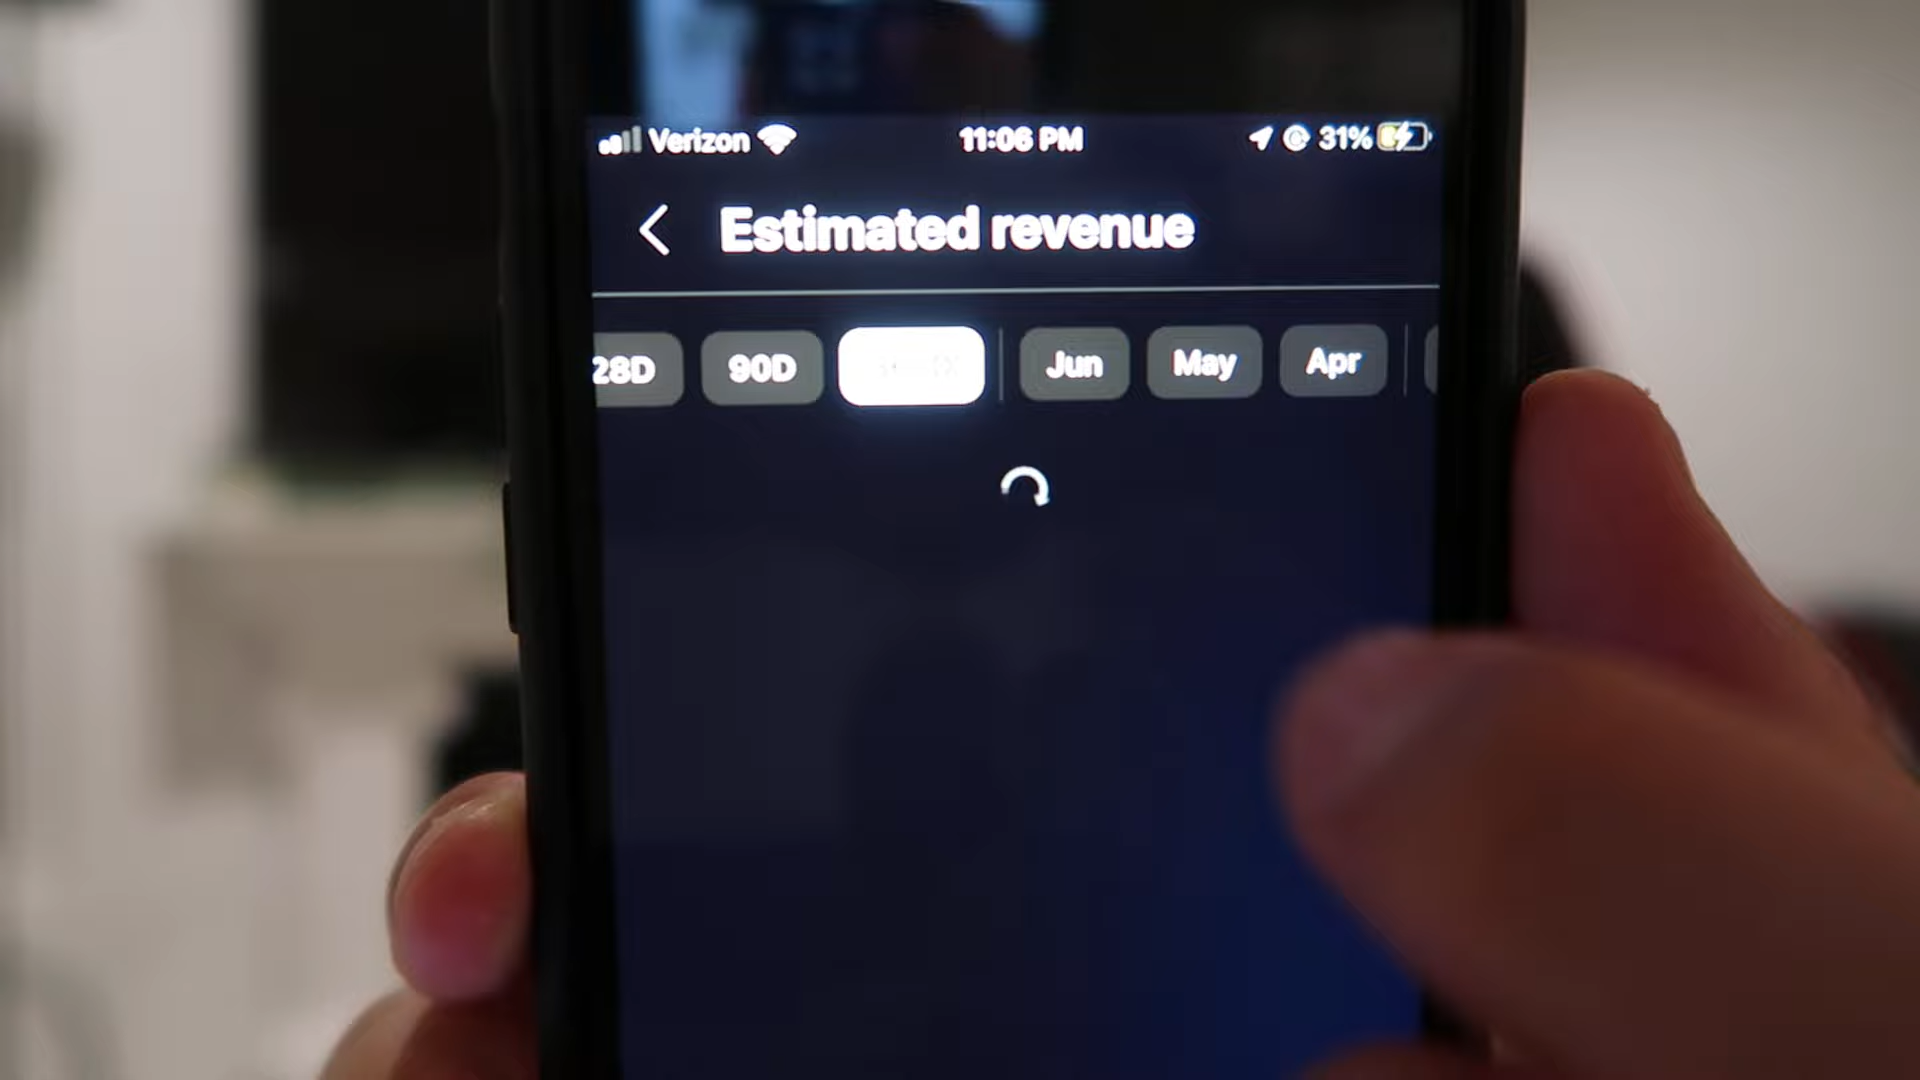 Verizon 11:06 PM 31%
Estimated revenue
28D 90D Jun May Apr